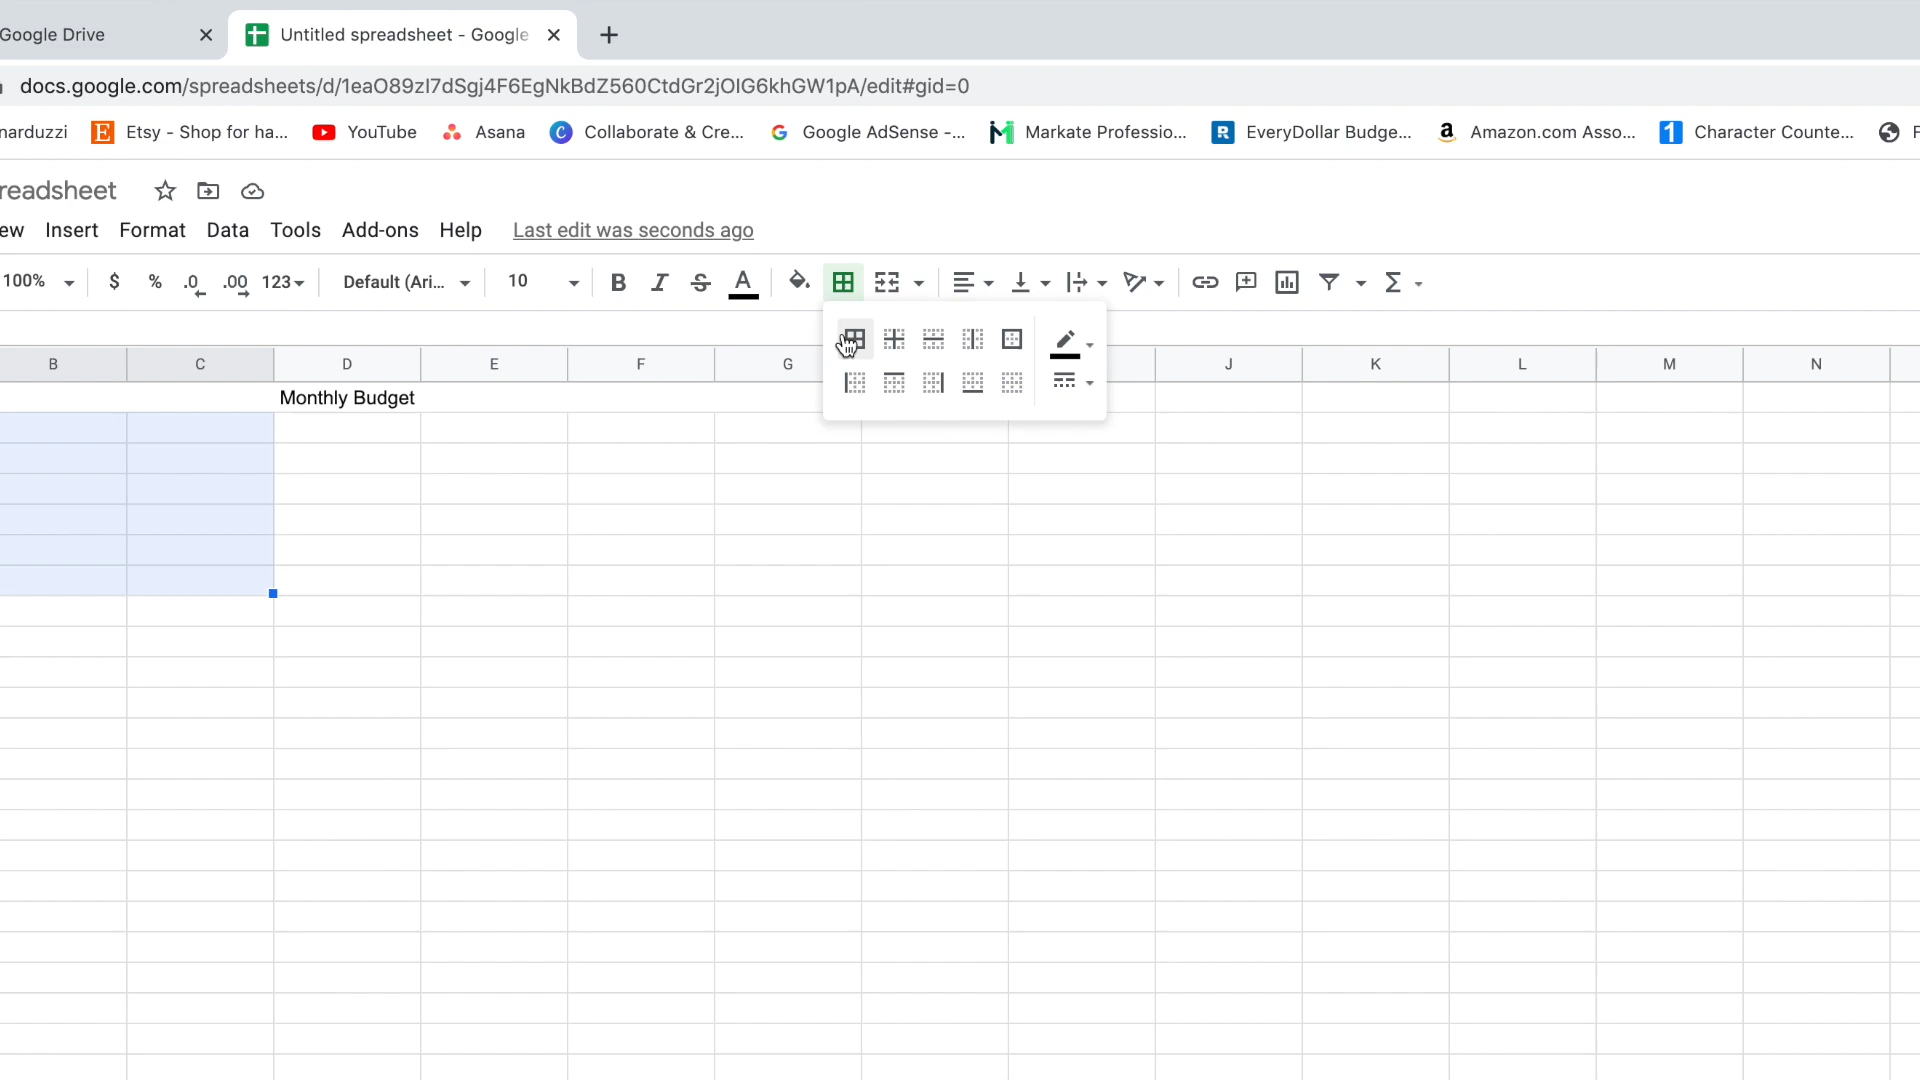 Google Drive
Untitled spreadsheet - Google
docs.google.com/spreadsheets/d/1eaO89zI7dSgj4F6EgNkBdZ560CtdGr2jOIG6khGW1pA/edit#gid=0
narduzzi Etsy - Shop for ha... YouTube Asana Collaborate & Cre... Google AdSense -... Markate Professio... EveryDollar Budge... Amazon.com Asso... Character Counte...
readsheet
ew Insert Format Data Tools Add-ons Help Last edit was seconds ago
100% $ % .0 .00 123 Default (Ari... 10 B I S A
B C D E F G J K L M N
Monthly Budget